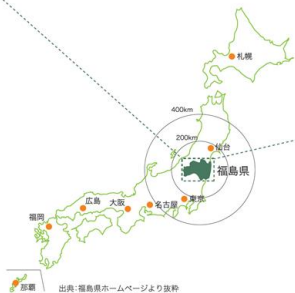 札幌
400km
200km
仙台
福島県
東京
名古屋
大阪
広島
福岡
那覇
出典:福島県ホームページより抜粋